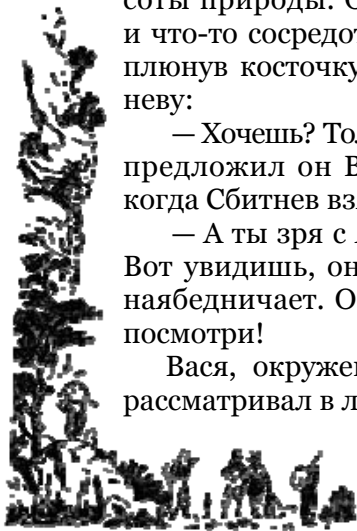 соты природы. С
и что-то сосредот
плюнув косточку
неву:
— Хочешь? Тол
предложил он В
когда Сбитнев вз
— А ты зря с
Вот увидишь, он
наябедничает. О
посмотри!
Вася, окружен
рассматривал в л